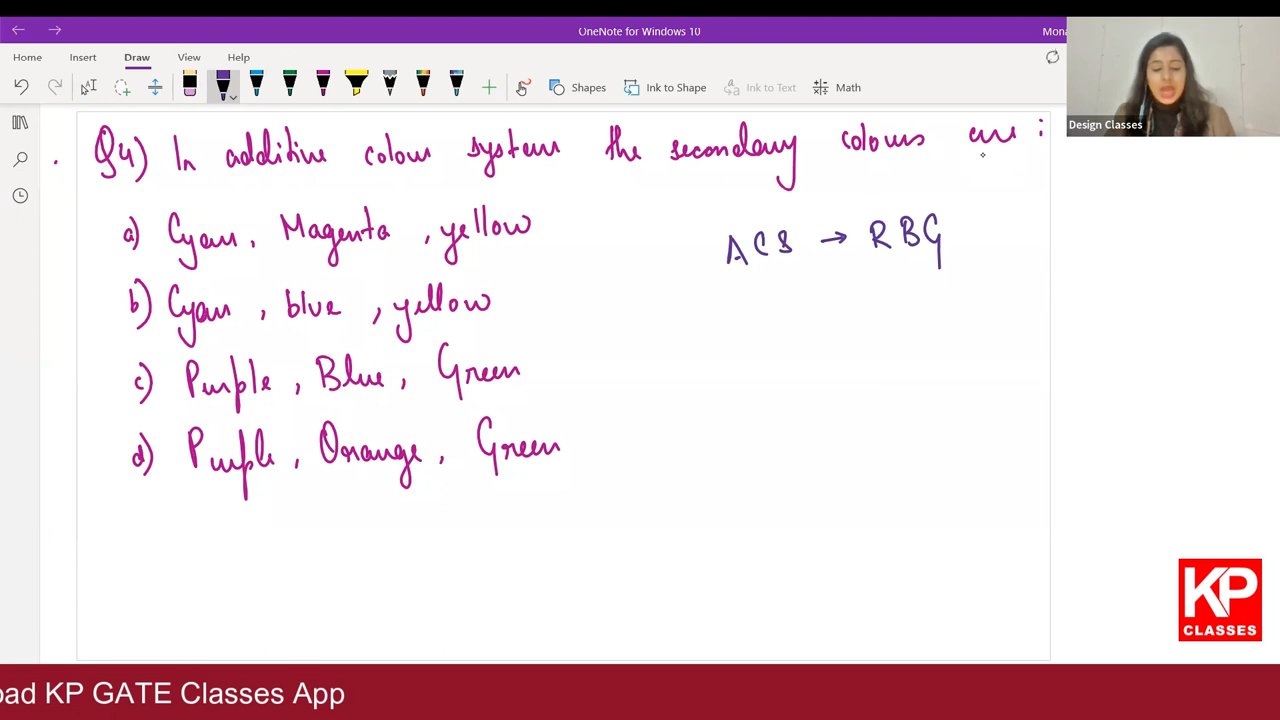 OneNote for Windows 10
Mona
Home Insert Draw View Help
Shapes Ink to Shape Ink to Text Math
Design Classes
Q4) In additive colour system the secondary colours are :
a) Cyan, Magenta, yellow
ACS → RBG
b) Cyan, blue, yellow
c) Purple, Blue, Green
d) Purple, Orange, Green
KP
CLASSES
oad KP GATE Classes App